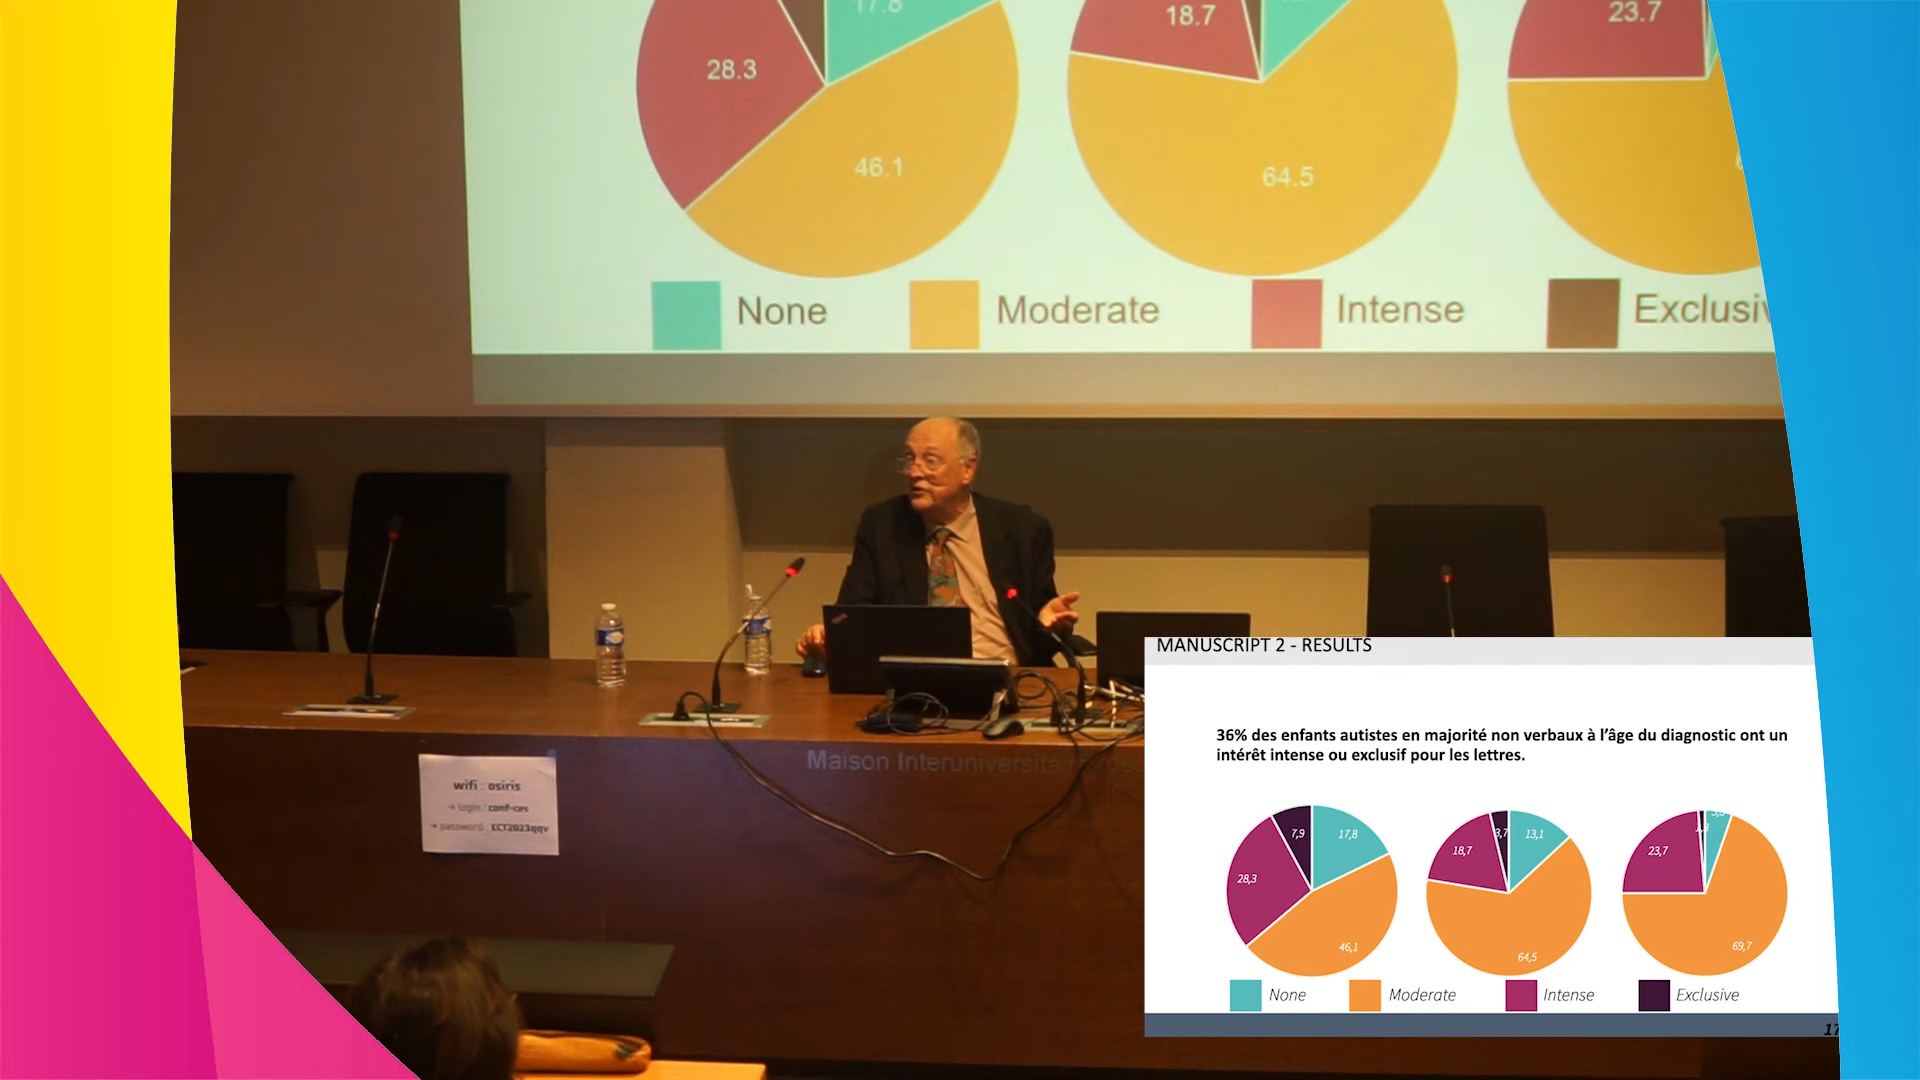 17.8
18.7
23.7
28.3
46.1
64.5
None
Moderate
Intense
Maison Interuniversitaire des
wifi : osiris
→ login : conf-ces
→ password : ECT2023qqv
MANUSCRIPT 2 - RESULTS
36% des enfants autistes en majorité non verbaux à l’âge du diagnostic ont un
intérêt intense ou exclusif pour les lettres.
7,9
17,8
28,3
46,1
3,7
13,1
18,7
64,5
23,7
69,7
None
Moderate
Intense
Exclusive
17